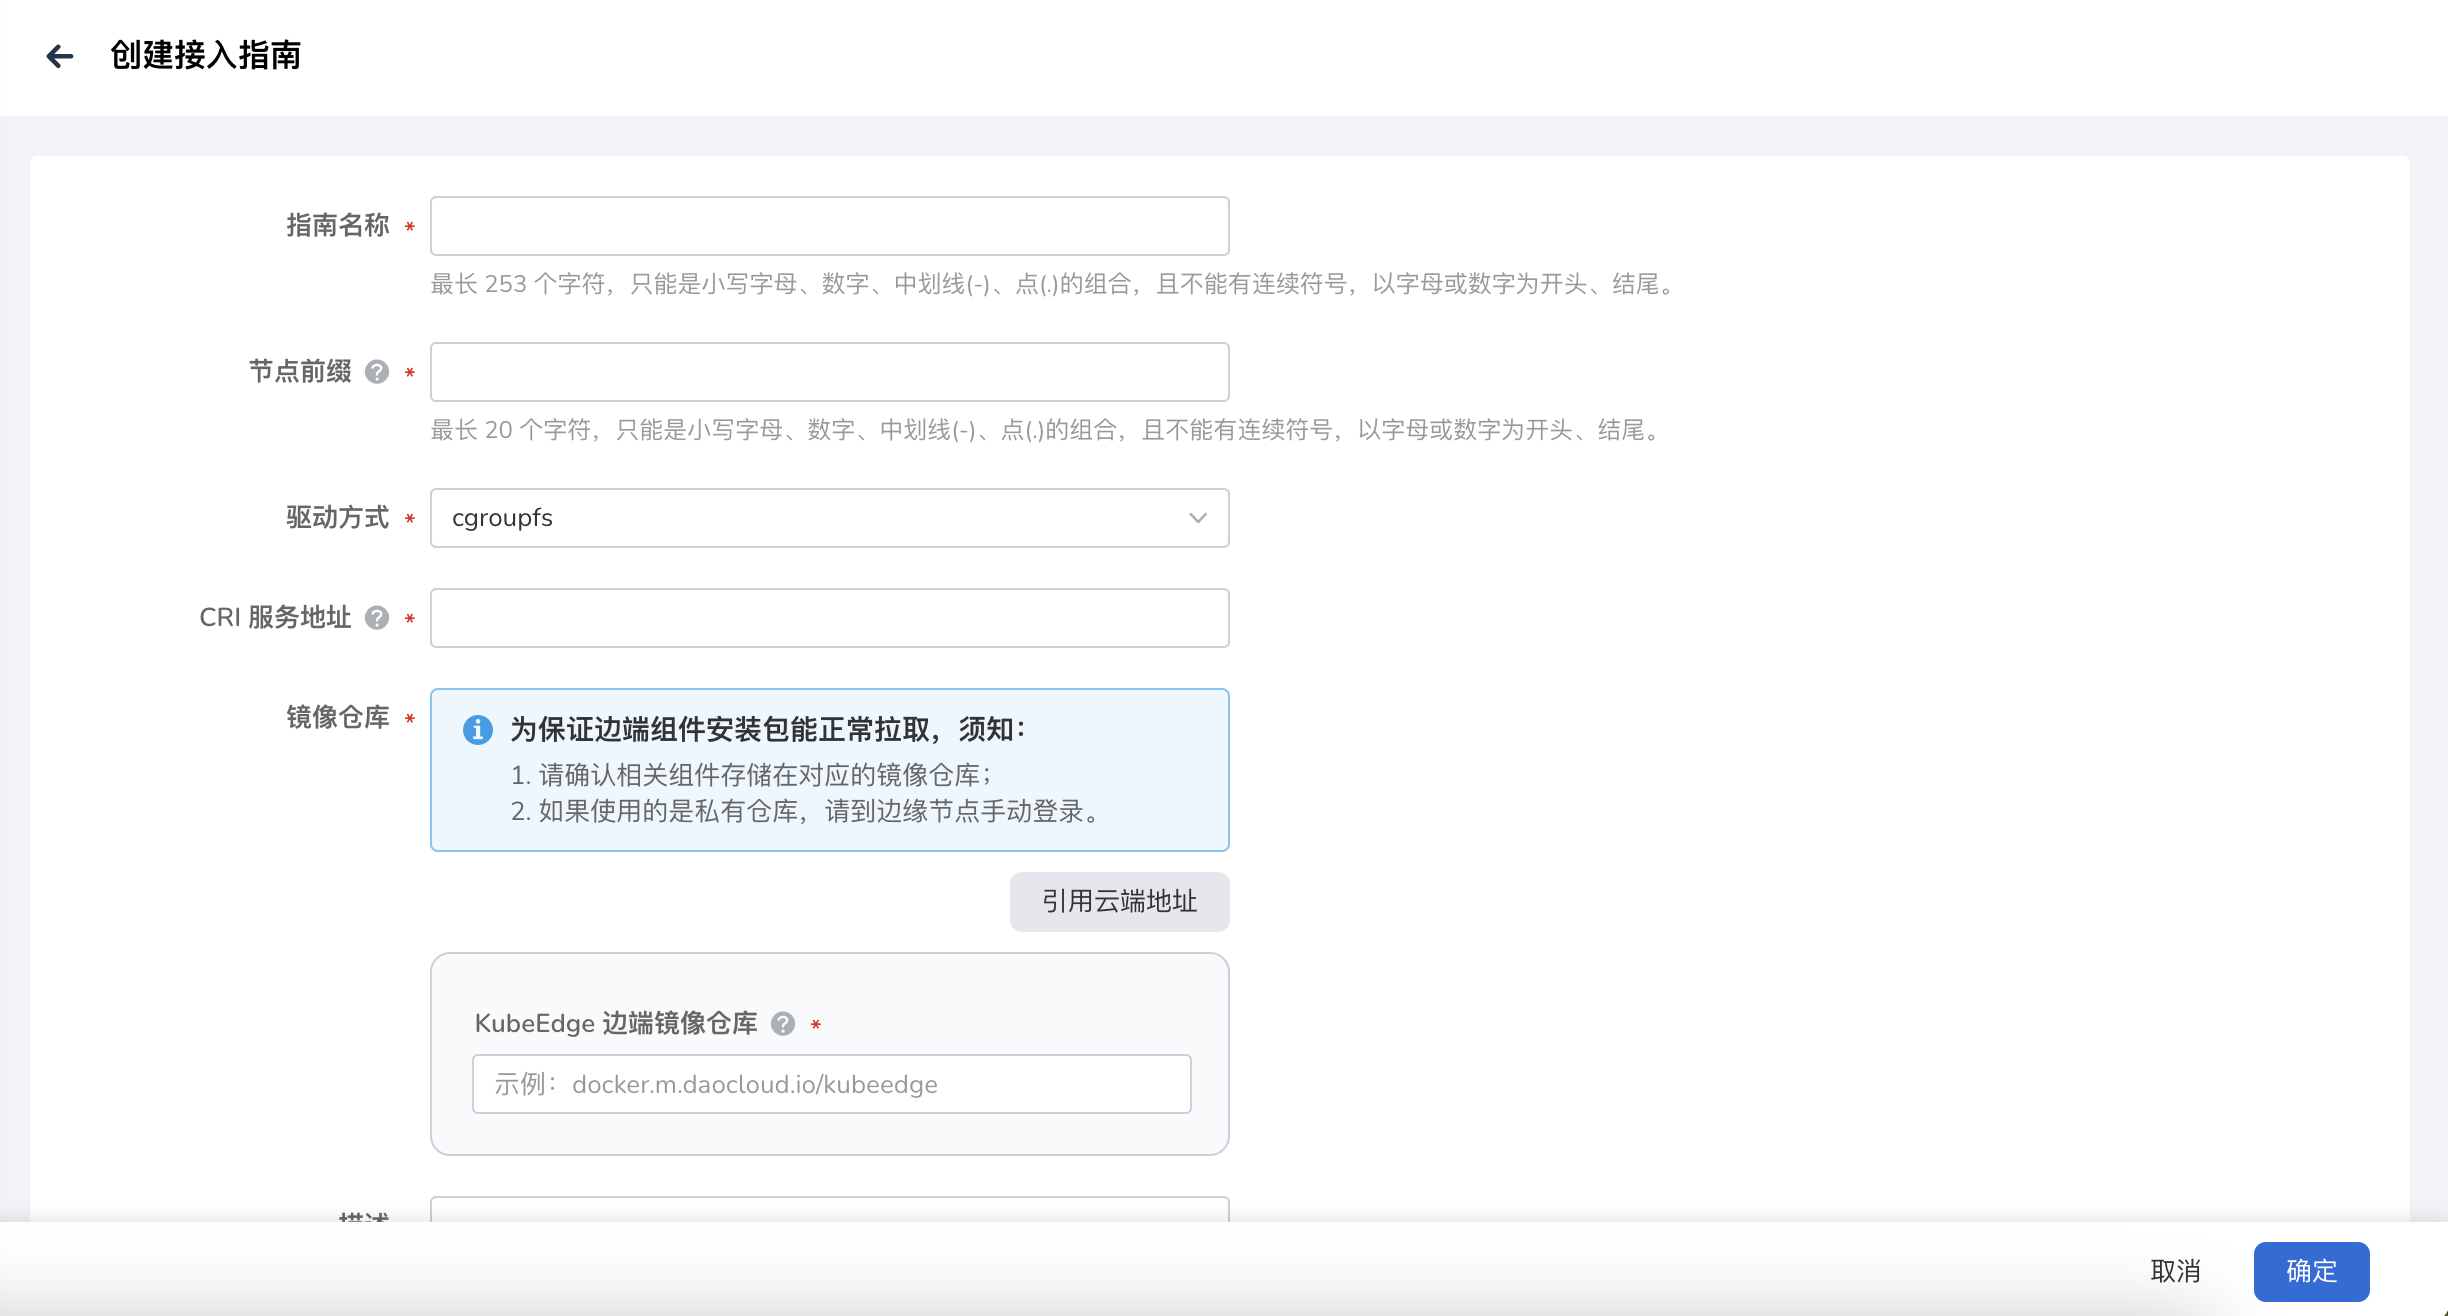 创建接入指南
指南名称 *
最长 253 个字符，只能是小写字母、数字、中划线(-)、点(.)的组合，且不能有连续符号，以字母或数字为开头、结尾。
节点前缀 ? *
最长 20 个字符，只能是小写字母、数字、中划线(-)、点(.)的组合，且不能有连续符号，以字母或数字为开头、结尾。
驱动方式 * cgroupfs
CRI 服务地址 ? *
镜像仓库 *
为保证边端组件安装包能正常拉取，须知：
1. 请确认相关组件存储在对应的镜像仓库；
2. 如果使用的是私有仓库，请到边缘节点手动登录。
引用云端地址
KubeEdge 边端镜像仓库 ? *
示例：docker.m.daocloud.io/kubeedge
描述
取消 确定